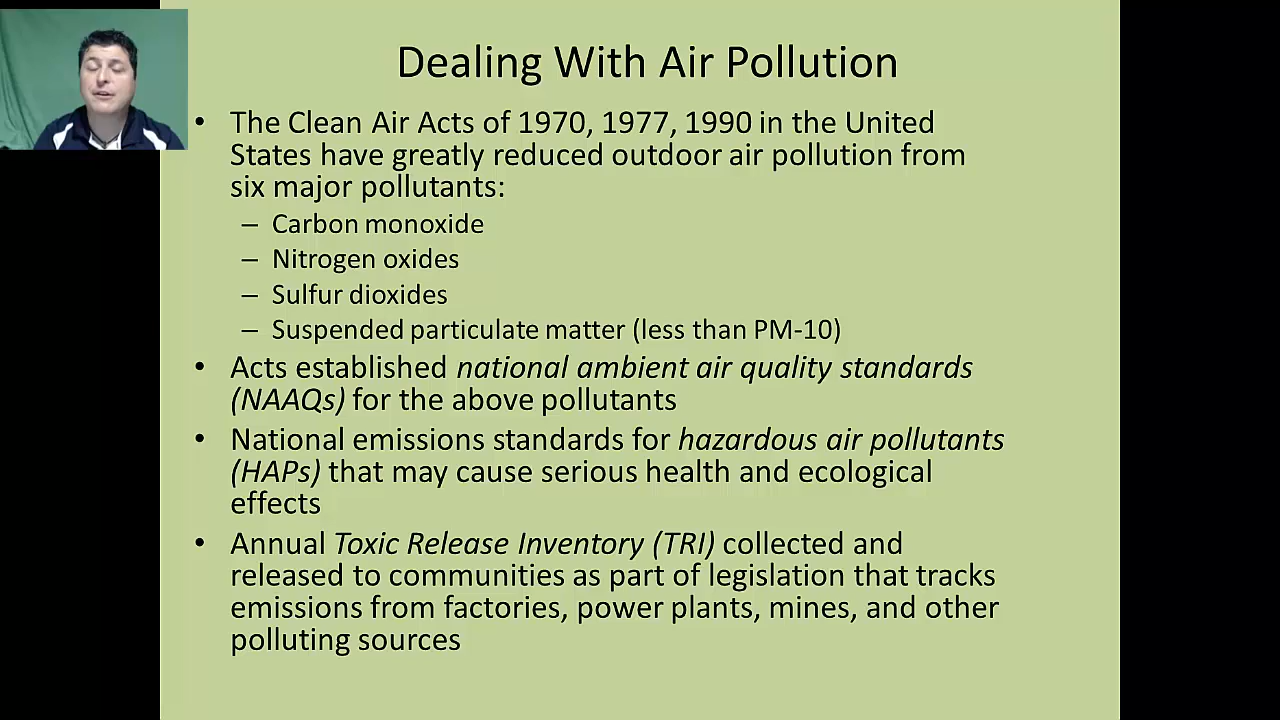 Dealing With Air Pollution
• The Clean Air Acts of 1970, 1977, 1990 in the United
States have greatly reduced outdoor air pollution from
six major pollutants:
– Carbon monoxide
– Nitrogen oxides
– Sulfur dioxides
– Suspended particulate matter (less than PM-10)
• Acts established national ambient air quality standards
(NAAQs) for the above pollutants
• National emissions standards for hazardous air pollutants
(HAPs) that may cause serious health and ecological
effects
• Annual Toxic Release Inventory (TRI) collected and
released to communities as part of legislation that tracks
emissions from factories, power plants, mines, and other
polluting sources